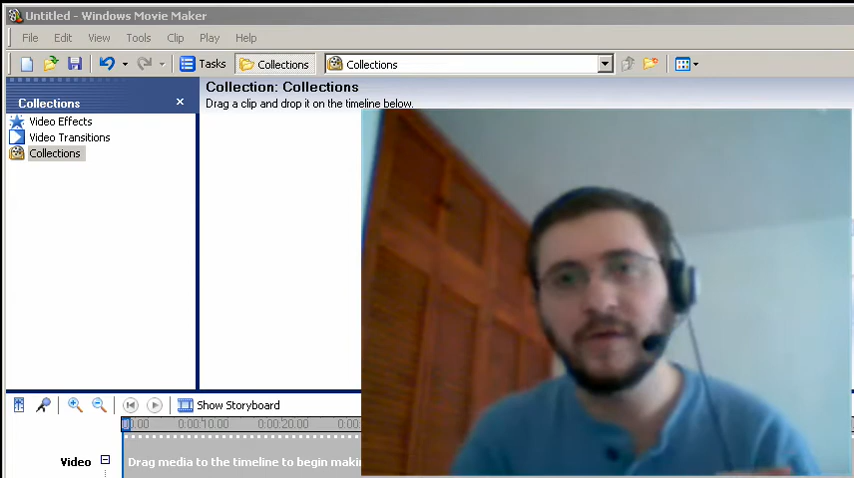 Untitled - Windows Movie Maker
File Edit View Tools Clip Play Help
Tasks Collections Collections
Collections
Video Effects
Video Transitions
Collections
Collection: Collections
Drag a clip and drop it on the timeline below.
Show Storyboard
0:00:10.00 0:00:20.00
Video Drag media to the timeline to begin